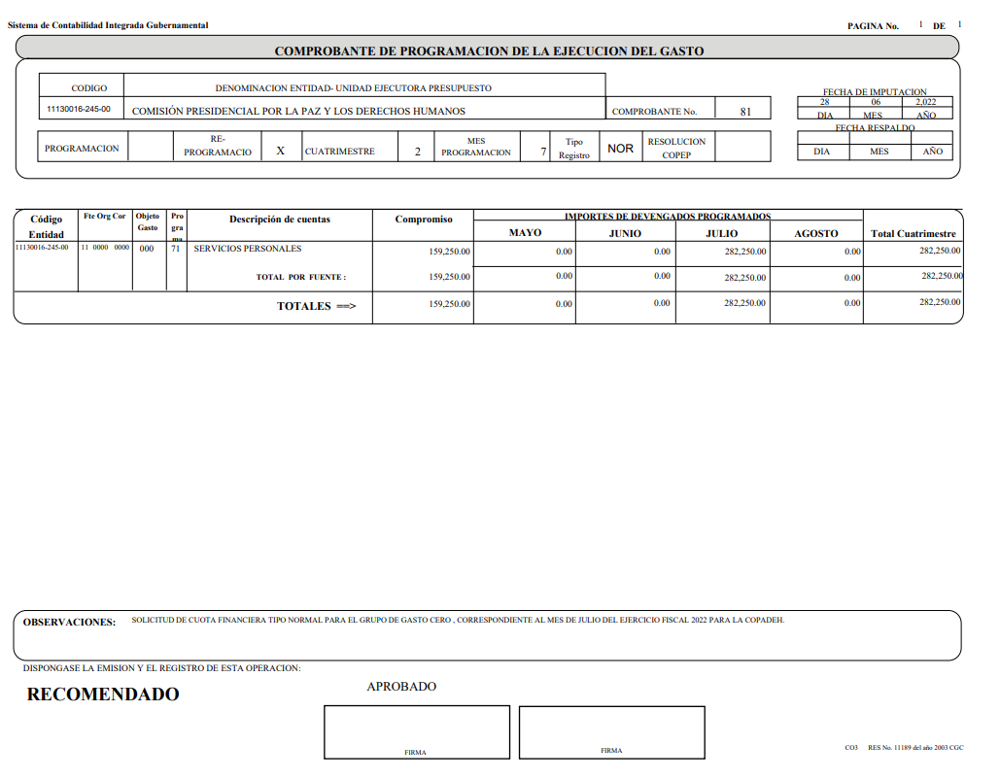 Sistema de Contabilidad Integrada Gubernamental
PAGINA No. 1 DE 1
COMPROBANTE DE PROGRAMACION DE LA EJECUCION DEL GASTO
CODIGO DENOMINACION ENTIDAD- UNIDAD EJECUTORA PRESUPUESTO
11130016-245-00 COMISIÓN PRESIDENCIAL POR LA PAZ Y LOS DERECHOS HUMANOS COMPROBANTE No. 81
FECHA DE IMPUTACION
28 06 2,022
DIA MES AÑO
FECHA RESPALDO
DIA MES AÑO
PROGRAMACION RE-PROGRAMACIO X CUATRIMESTRE 2 MES PROGRAMACION 7 Tipo Registro NOR RESOLUCION COPEP
Código Entidad Fte Org Cor Objeto Gasto Programa Descripción de cuentas Compromiso IMPORTES DE DEVENGADOS PROGRAMADOS
MAYO JUNIO JULIO AGOSTO Total Cuatrimestre
11130016-245-00 11 0000 0000 000 71 SERVICIOS PERSONALES 159,250.00 0.00 0.00 282,250.00 0.00 282,250.00
TOTAL POR FUENTE : 159,250.00 0.00 0.00 282,250.00 0.00 282,250.00
TOTALES ==> 159,250.00 0.00 0.00 282,250.00 0.00 282,250.00
OBSERVACIONES: SOLICITUD DE CUOTA FINANCIERA TIPO NORMAL PARA EL GRUPO DE GASTO CERO , CORRESPONDIENTE AL MES DE JULIO DEL EJERCICIO FISCAL 2022 PARA LA COPADEH.
DISPONGASE LA EMISION Y EL REGISTRO DE ESTA OPERACION:
RECOMENDADO
APROBADO
FIRMA FIRMA
CO3 RES No. 11189 del año 2003 CGC